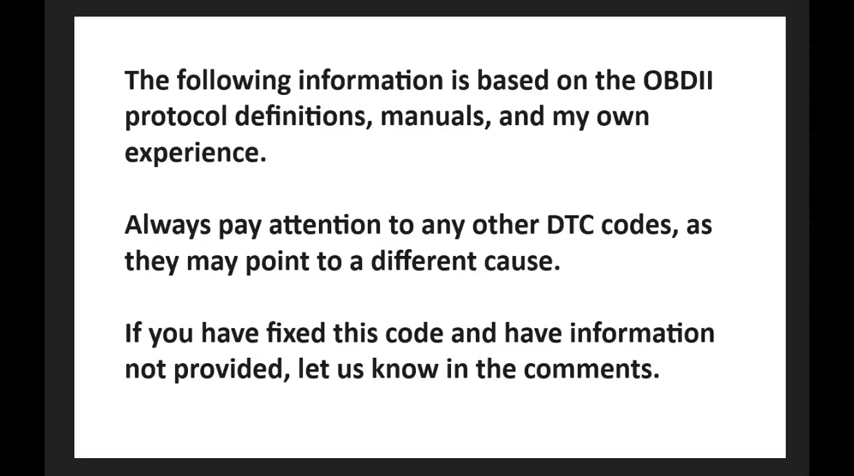 The following information is based on the OBDII
protocol definitions, manuals, and my own
experience.
Always pay attention to any other DTC codes, as
they may point to a different cause.
If you have fixed this code and have information
not provided, let us know in the comments.